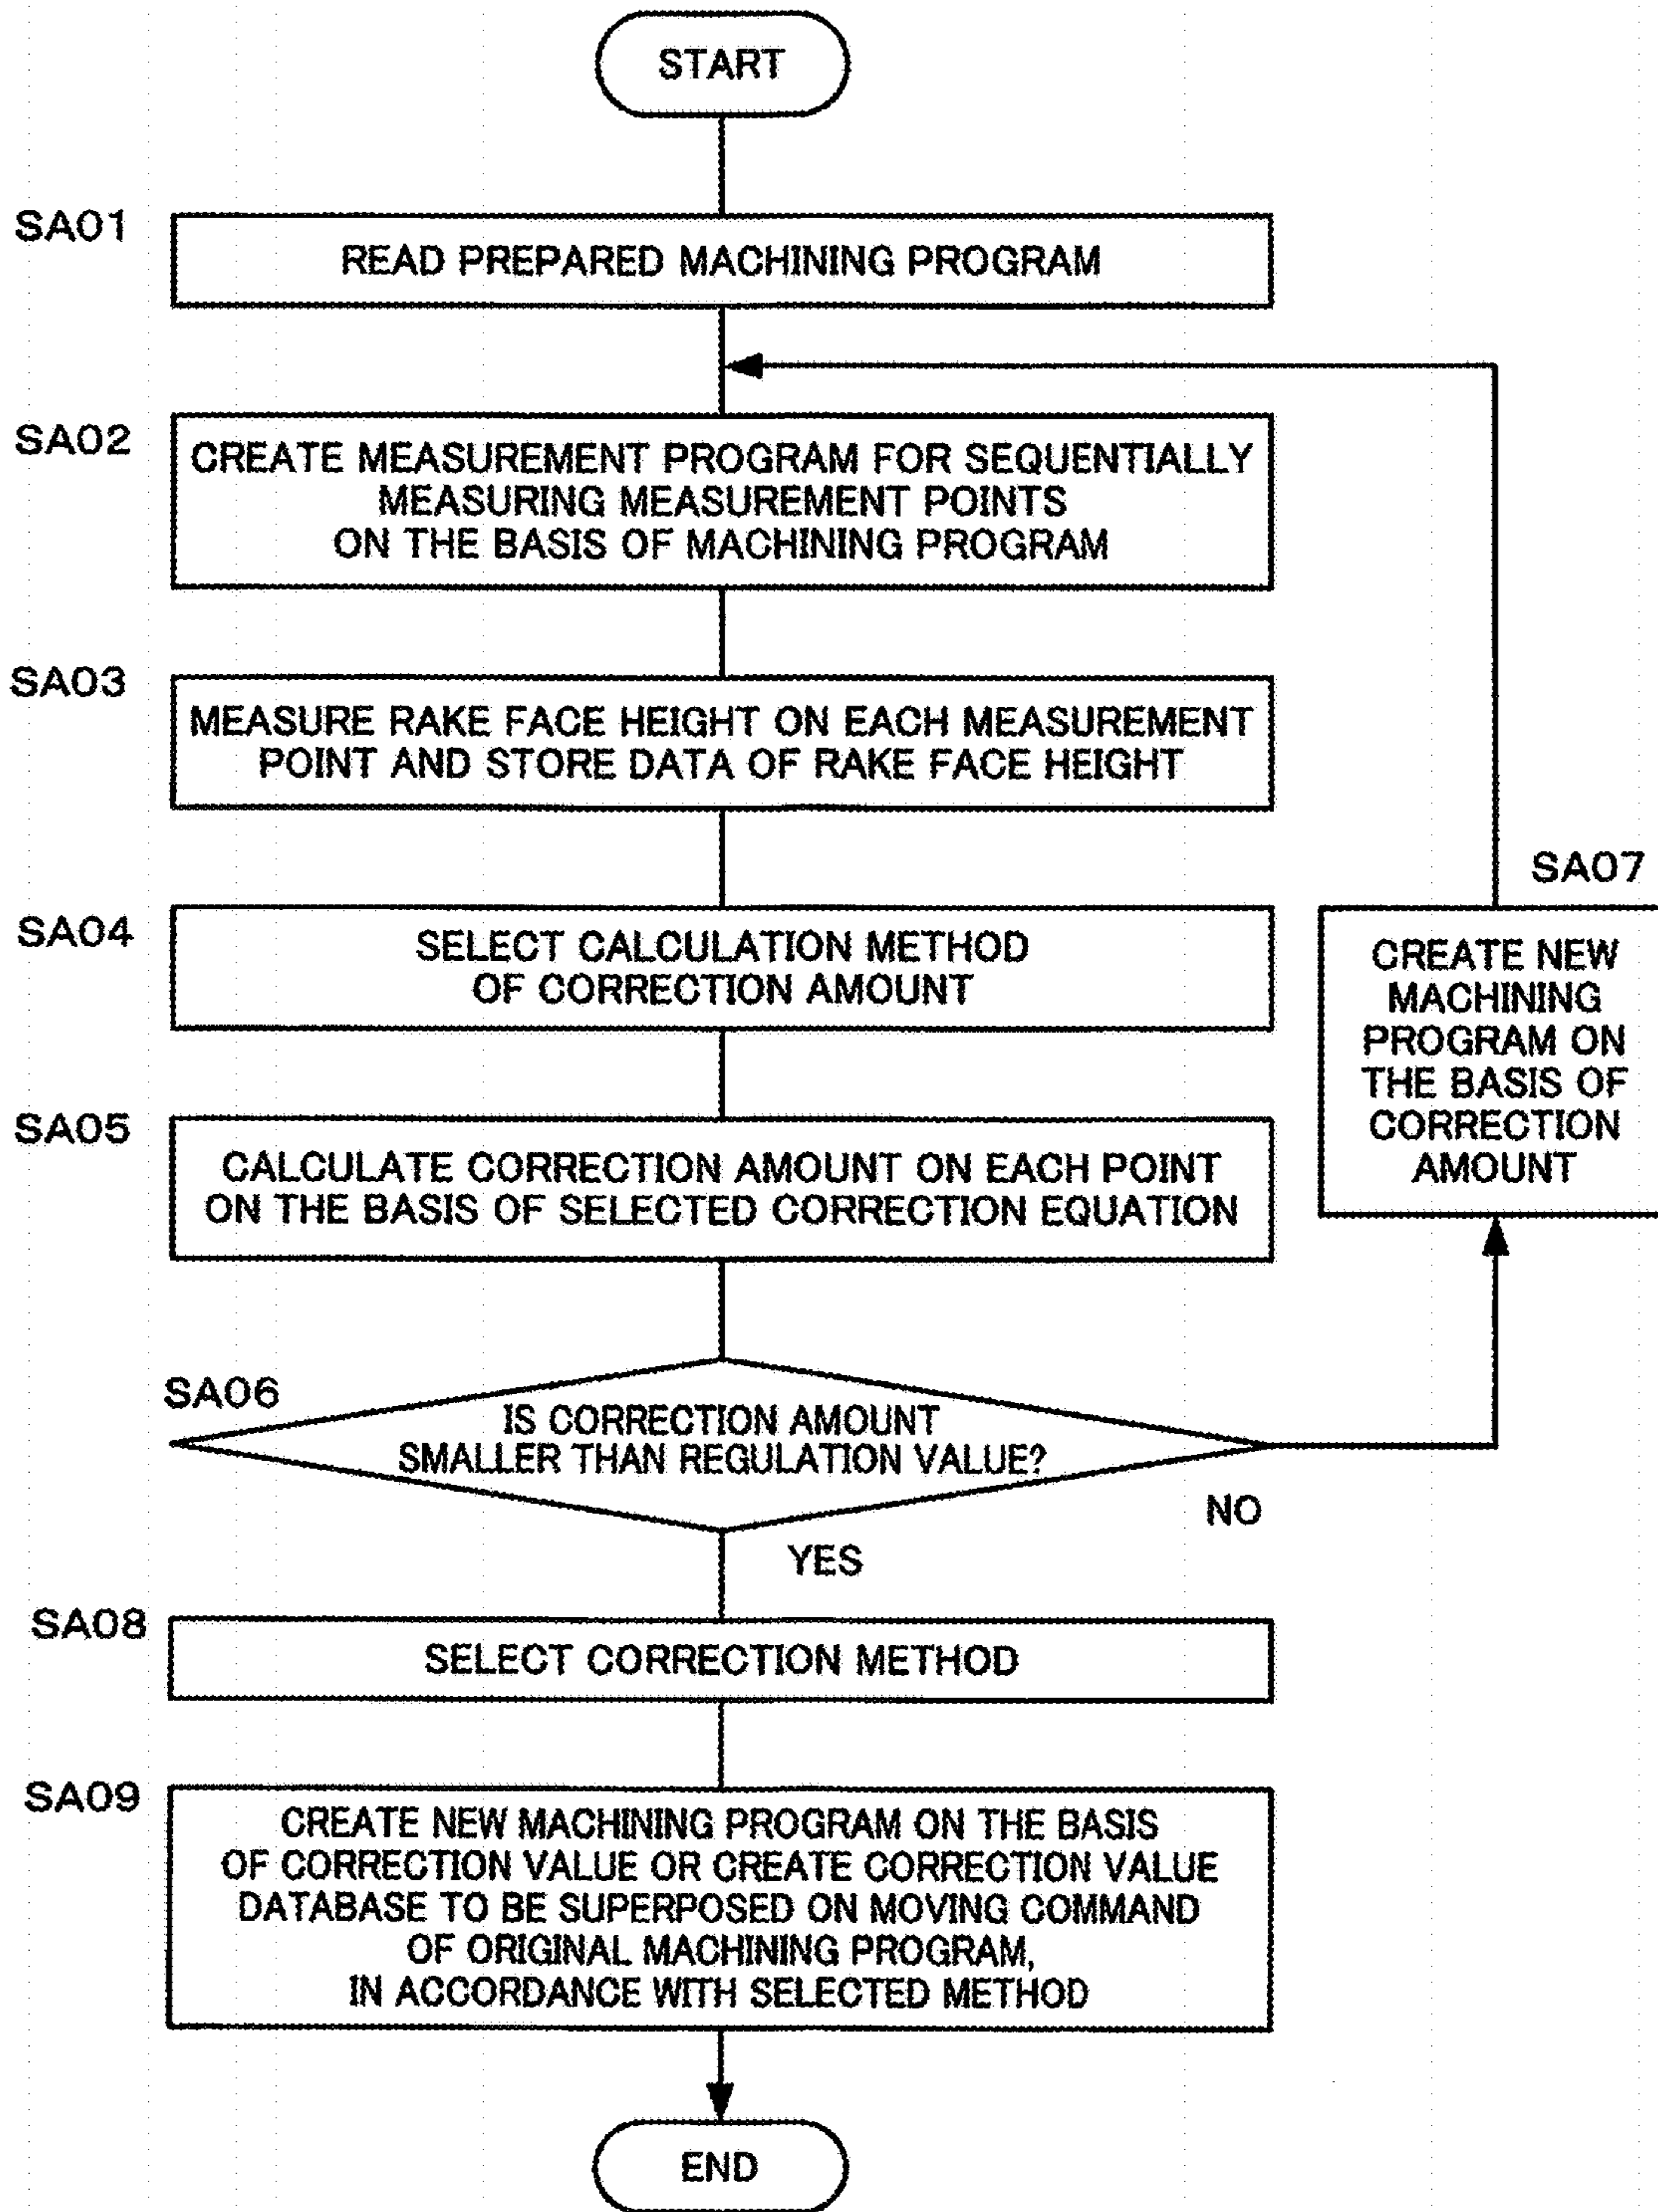 START
SA01
READ PREPARED MACHINING PROGRAM
SA02
CREATE MEASUREMENT PROGRAM FOR SEQUENTIALLY
MEASURING MEASUREMENT POINTS
ON THE BASIS OF MACHINING PROGRAM
SA03
MEASURE RAKE FACE HEIGHT ON EACH MEASUREMENT
POINT AND STORE DATA OF RAKE FACE HEIGHT
SA04
SELECT CALCULATION METHOD
OF CORRECTION AMOUNT
SA05
CALCULATE CORRECTION AMOUNT ON EACH POINT
ON THE BASIS OF SELECTED CORRECTION EQUATION
SA06
IS CORRECTION AMOUNT
SMALLER THAN REGULATION VALUE?
NO
YES
SA07
CREATE NEW
MACHINING
PROGRAM ON
THE BASIS OF
CORRECTION
AMOUNT
SA08
SELECT CORRECTION METHOD
SA09
CREATE NEW MACHINING PROGRAM ON THE BASIS
OF CORRECTION VALUE OR CREATE CORRECTION VALUE
DATABASE TO BE SUPERPOSED ON MOVING COMMAND
OF ORIGINAL MACHINING PROGRAM,
IN ACCORDANCE WITH SELECTED METHOD
END